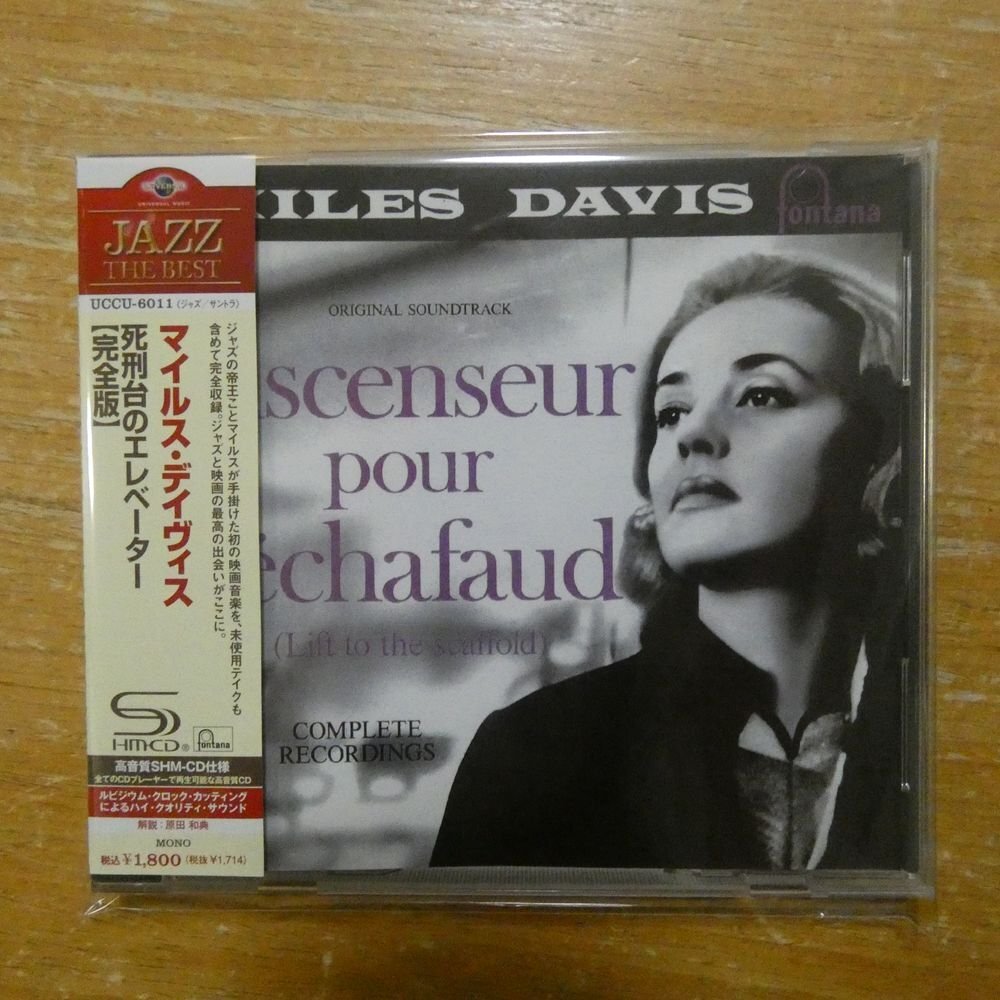 UNIVERSAL
UNIVERSAL MUSIC
JAZZ
THE BEST
UCCU-6011 (ジャズ/サントラ)
ジャズの帝王ことマイルスが手掛けた初の映画音楽を、未使用テイクも
含めて完全収録。ジャズと映画の最高の出会いがここに。
マイルス・デイヴィス
死刑台のエレベーター
[完全版]
SHM-CD®
fontana
高音質SHM-CD仕様
全てのCDプレーヤーで再生可能な高音質CD
ルビジウム・クロック・カッティング
によるハイ・クオリティ・サウンド
解説:原田 和典
MONO
税込¥1,800 (税抜¥1,714)
ILES DAVIS
fontana
ORIGINAL SOUNDTRACK
scenseur
pour
échafaud
(Lift to the scaffold)
COMPLETE
RECORDINGS